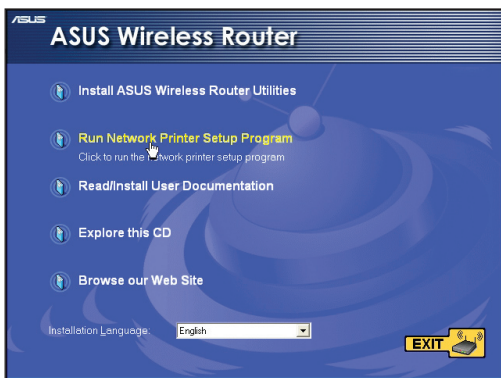 ASUS
ASUS Wireless Router
Install ASUS Wireless Router Utilities
Run Network Printer Setup Program
Click to run the network printer setup program
Read/Install User Documentation
Explore this CD
Browse our Web Site
Installation Language: English
EXIT